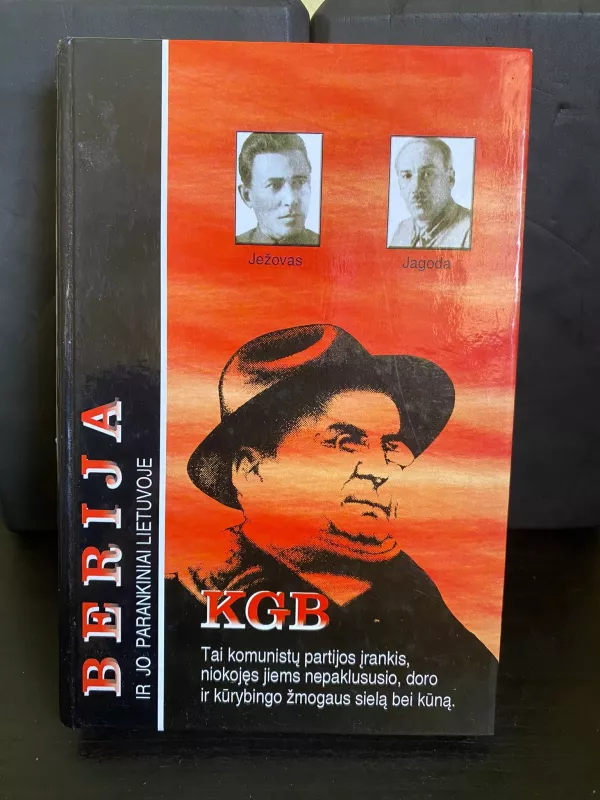 BERIJA
IR JO PARANKINIAI LIETUVOJE
Ježovas
Jagoda
KGB
Tai komunistų partijos įrankis,
niokojęs jiems nepaklususio, doro
ir kūrybingo žmogaus sielą bei kūną.